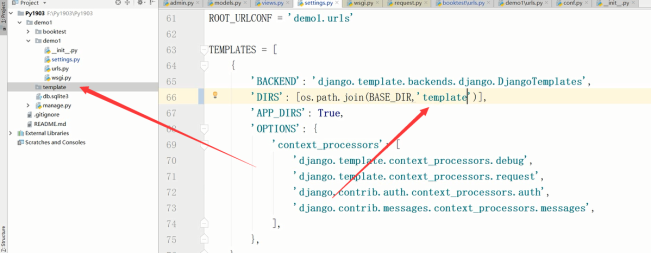 admin.py
models.py
views.py
settings.py
wsgi.py
request.py
booktest\urls.py
demo1\urls.py
conf.py
__init__.py
1: Project
Project
Py1903 F:\Py1903\Py1903
demo1
booktest
demo1
__init__.py
settings.py
urls.py
wsgi.py
template
db.sqlite3
manage.py
.gitignore
README.md
External Libraries
Scratches and Consoles
2: Structure
61 ROOT_URLCONF = 'demo1.urls'
62
63 TEMPLATES = [
64 {
65 'BACKEND': 'django.template.backends.django.DjangoTemplates',
66 'DIRS': [os.path.join(BASE_DIR,'template')],
67 'APP_DIRS': True,
68 'OPTIONS': {
69 'context_processors': [
70 'django.template.context_processors.debug',
71 'django.template.context_processors.request',
72 'django.contrib.auth.context_processors.auth',
73 'django.contrib.messages.context_processors.messages',
74 ],
75 },